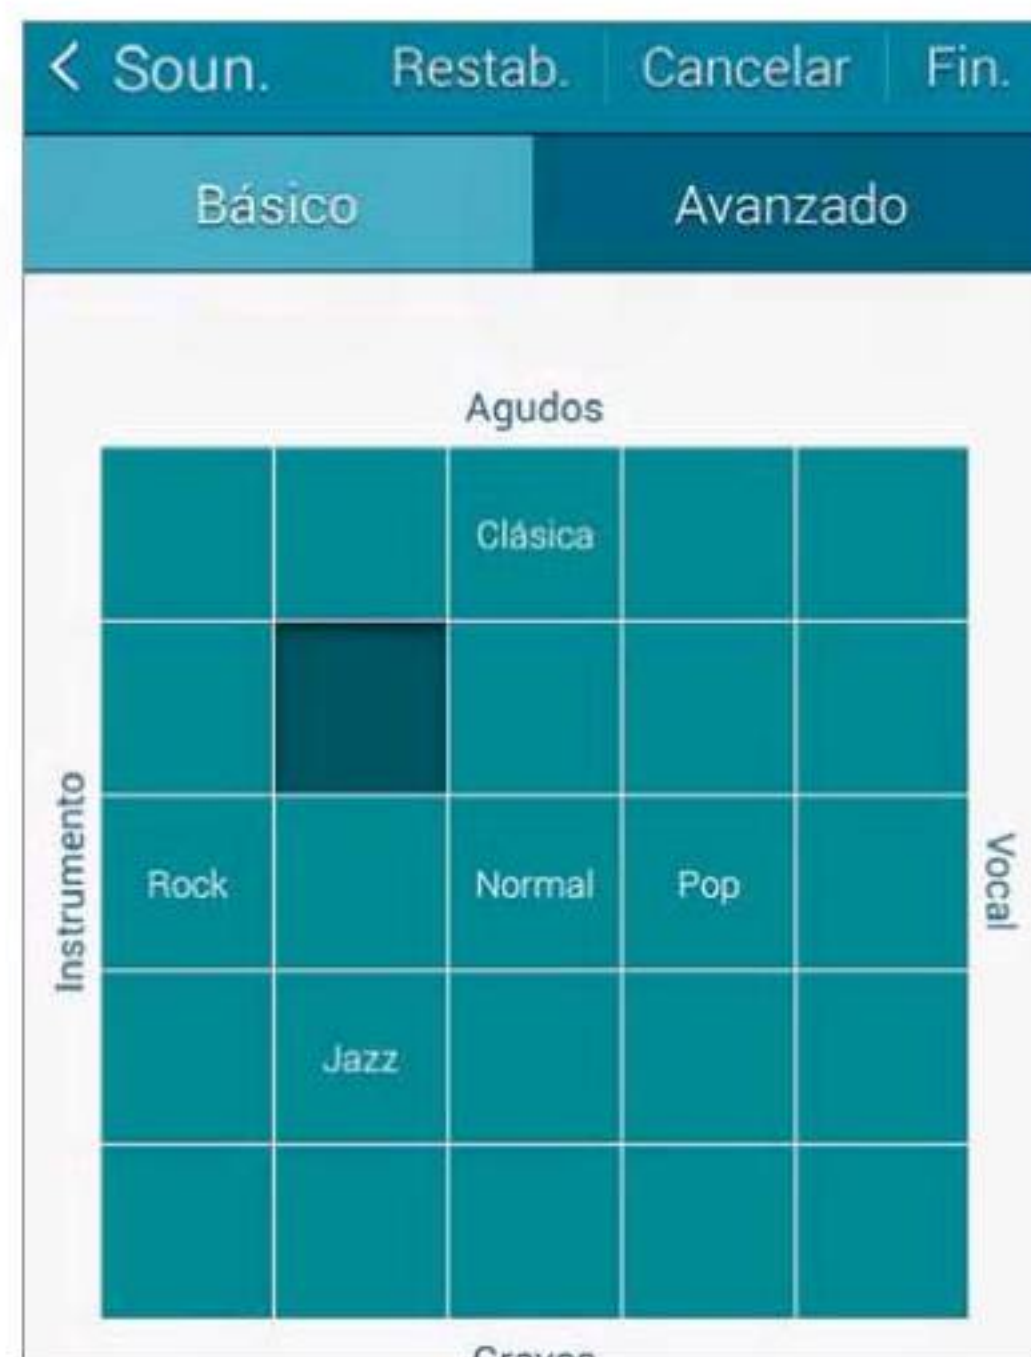 < Soun. Restab. Cancelar Fin.
Básico Avanzado
Agudos
Clásica
Instrumento
Rock Normal Pop
Vocal
Jazz